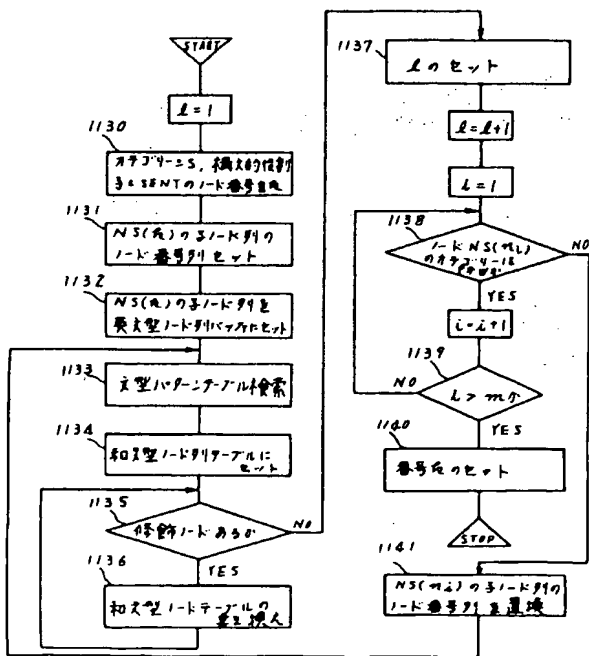 START
l=1
1130
カテゴリー=S, 構文的役割
子=SENTのノード番号をn
1131
NS(n)の子ノード列の
ノード番号列セット
1132
NS(n)の子ノード列を
英文型ノード列バッファにセット
1133
文型パターンテーブル検索
1134
和文型ノード列テーブルに
セット
1135
修飾ノードあるか
NO
YES
1136
和文型ノードテーブルの
挿入
1137
lのセット
l=l+1
i=1
1138
ノードNS(ni)
のカテゴリーは
NO
YES
i=i+1
1139
i>mか
NO
YES
1140
番号nのセット
STOP
1141
NS(ni)の子ノード列の
ノード番号列を置換